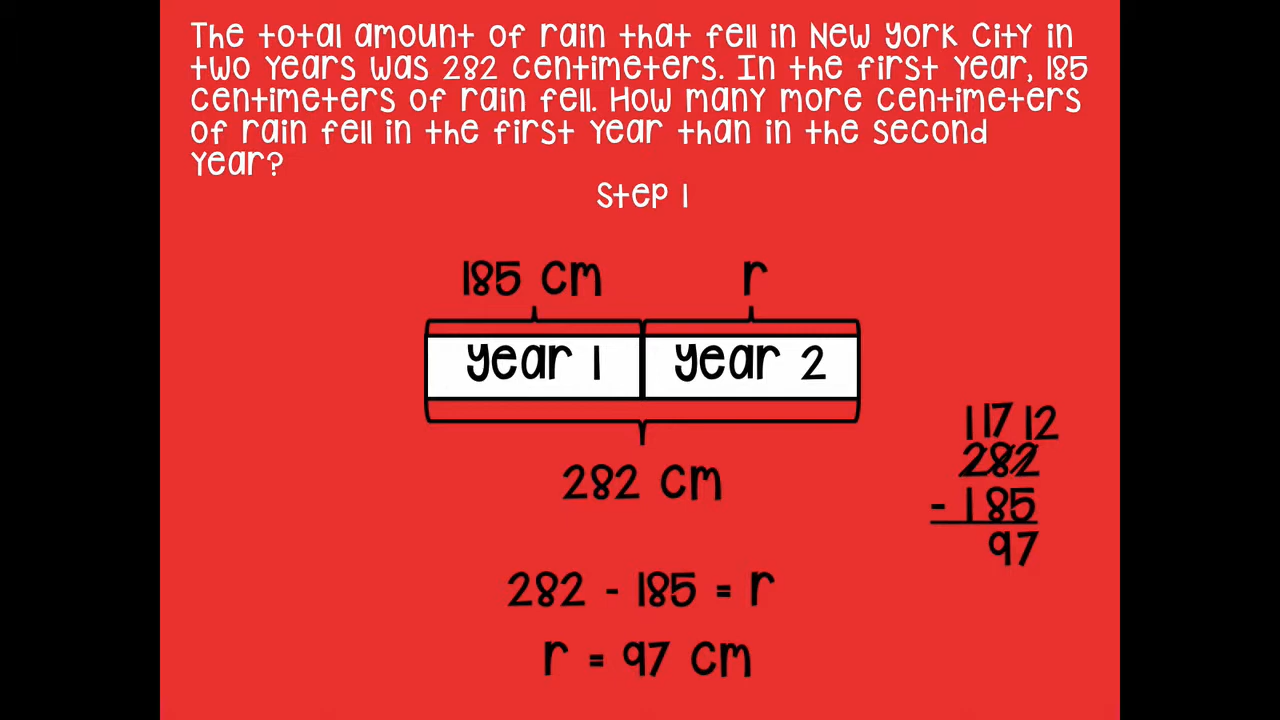 The total amount of rain that fell in New York City in
two years was 282 centimeters. In the first year, 185
centimeters of rain fell. How many more centimeters
of rain fell in the first year than in the second
year?
Step 1
185 cm r
year 1 year 2
282 cm
1 17 12
282
- 185
97
282 - 185 = r
r = 97 cm